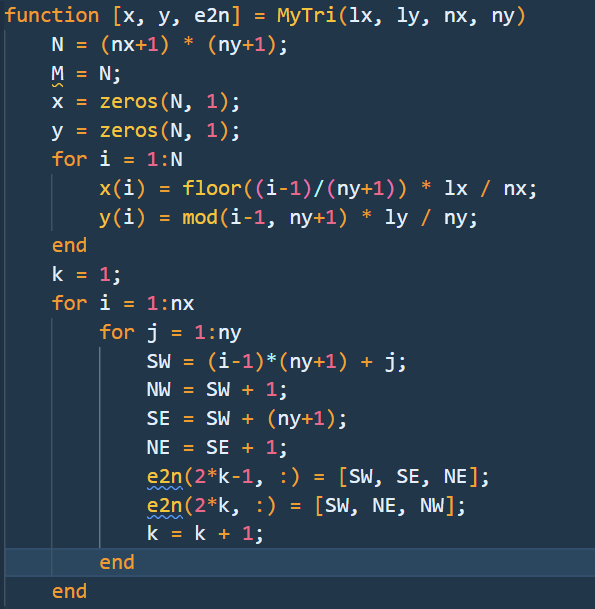 function [x, y, e2n] = MyTri(lx, ly, nx, ny)
    N = (nx+1) * (ny+1);
    M = N;
    x = zeros(N, 1);
    y = zeros(N, 1);
    for i = 1:N
        x(i) = floor((i-1)/(ny+1)) * lx / nx;
        y(i) = mod(i-1, ny+1) * ly / ny;
    end
    k = 1;
    for i = 1:nx
        for j = 1:ny
            SW = (i-1)*(ny+1) + j;
            NW = SW + 1;
            SE = SW + (ny+1);
            NE = SE + 1;
            e2n(2*k-1, :) = [SW, SE, NE];
            e2n(2*k, :) = [SW, NE, NW];
            k = k + 1;
        end
    end